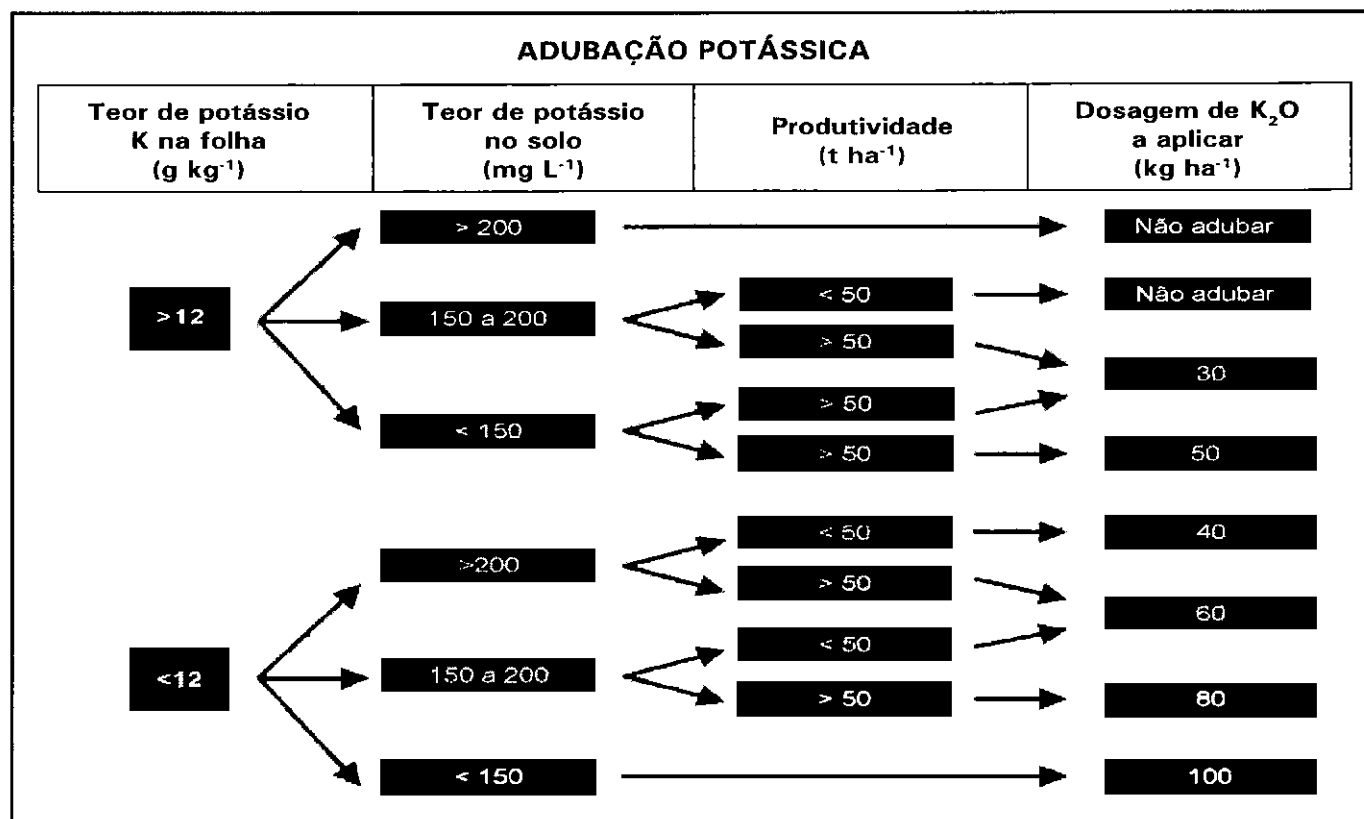 ADUBAÇÃO POTÁSSICA
Teor de potássio
K na folha
(g kg⁻¹)
Teor de potássio
no solo
(mg L⁻¹)
Produtividade
(t ha⁻¹)
Dosagem de K₂O
a aplicar
(kg ha⁻¹)
> 200
Não adubar
>12
150 a 200
< 50
Não adubar
> 50
30
< 150
> 50
> 50
50
>200
< 50
40
> 50
60
<12
150 a 200
< 50
> 50
80
< 150
100